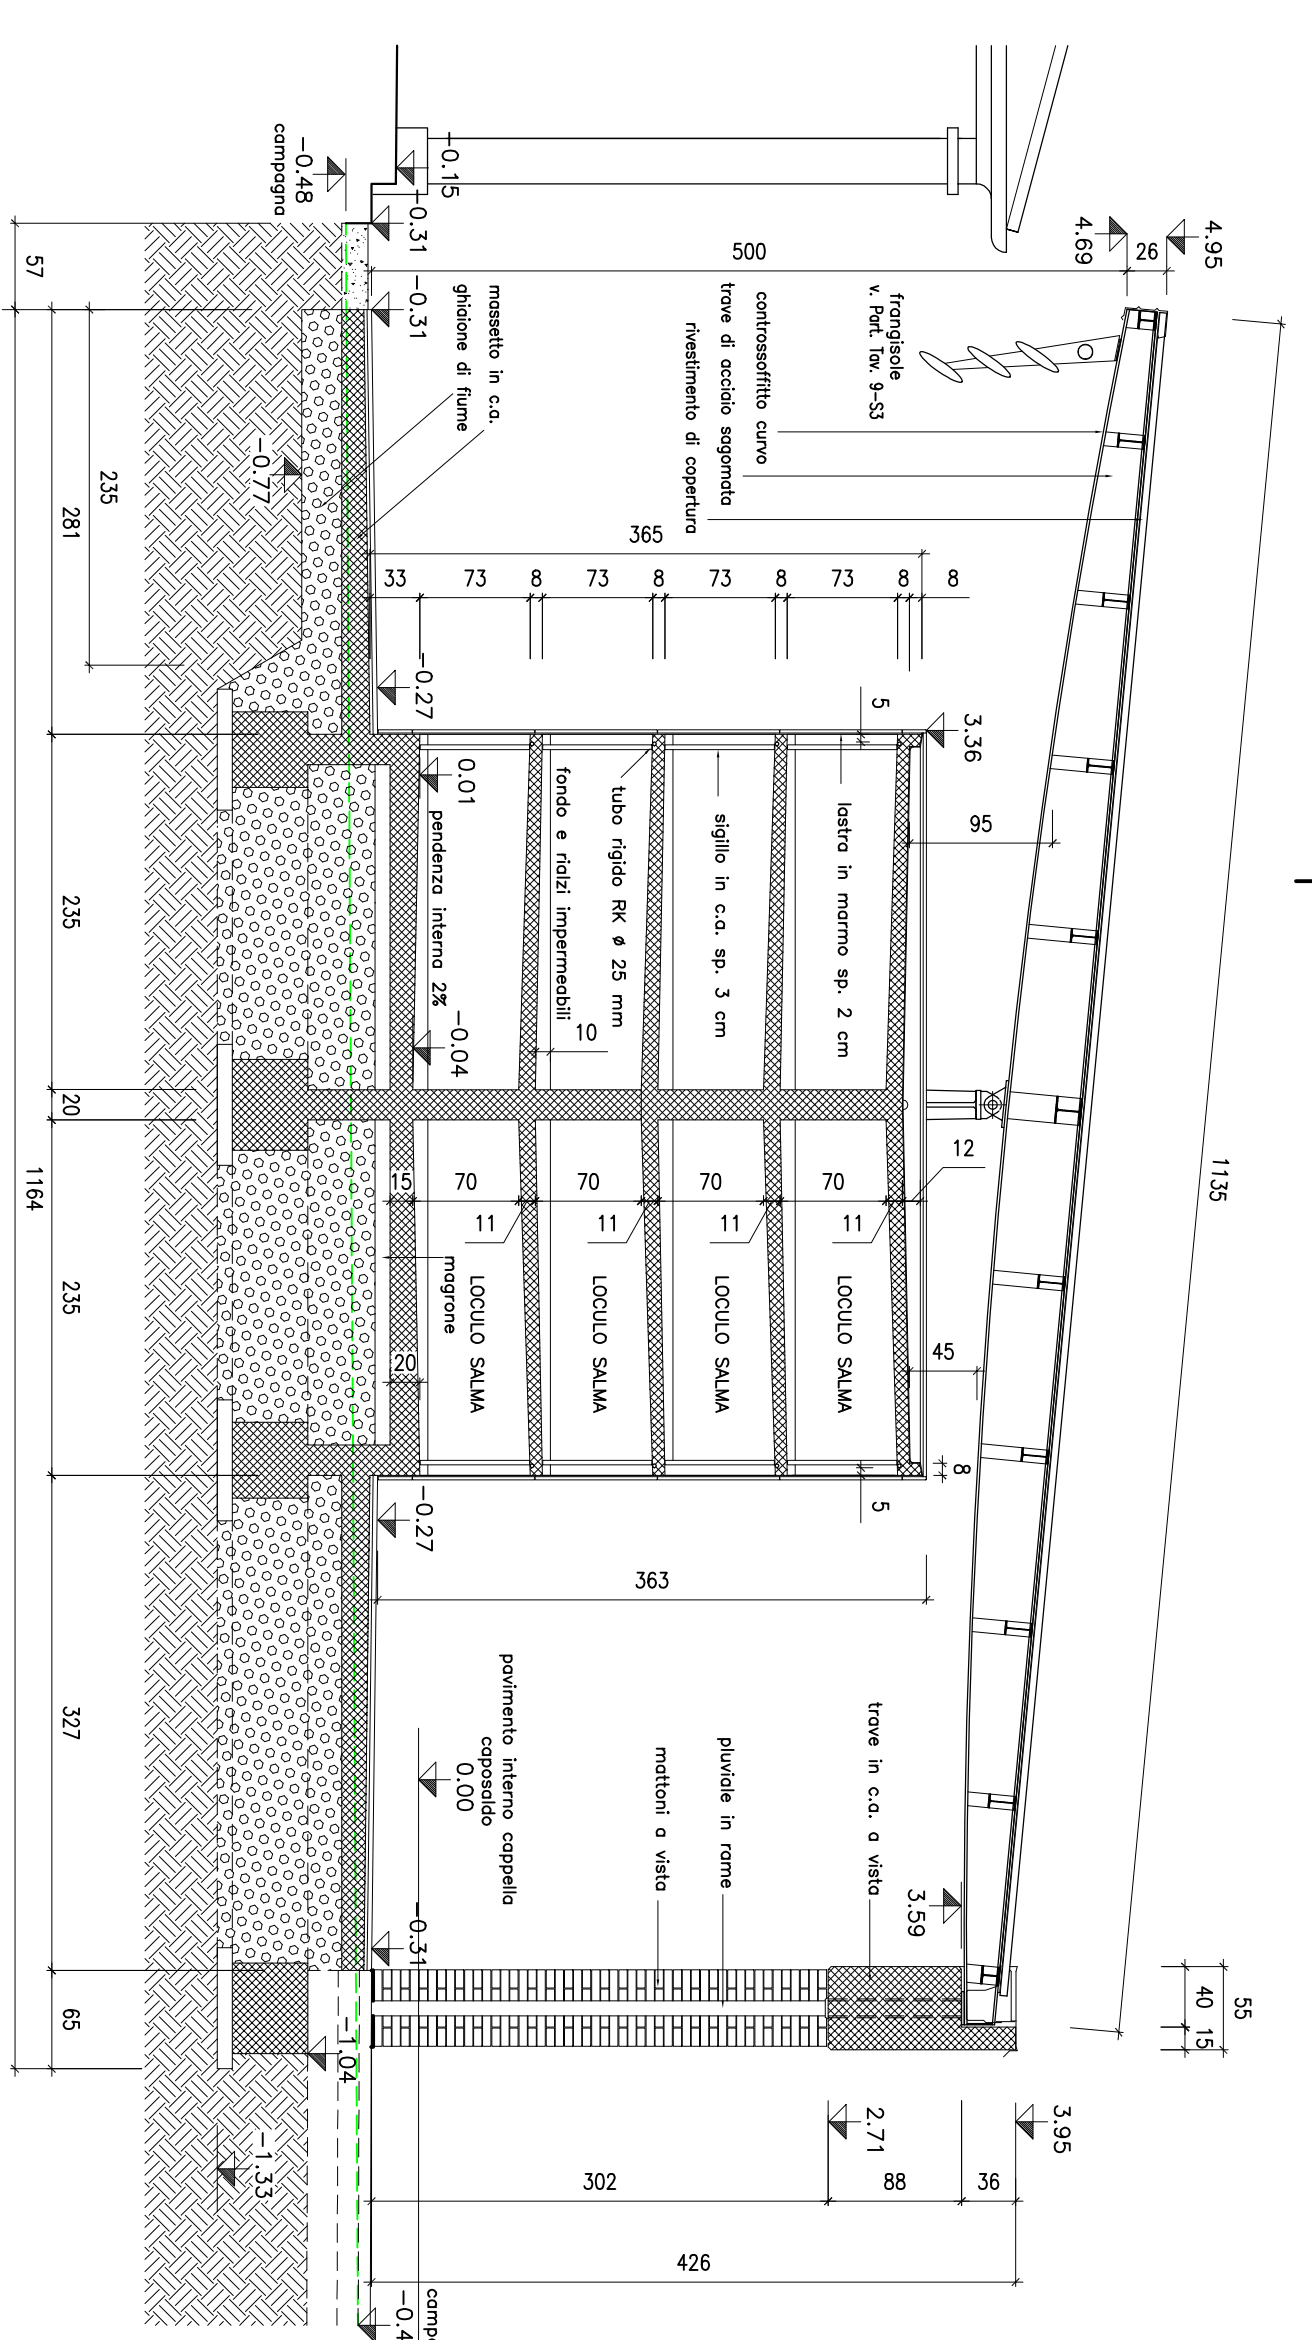 4.95
4.69
26
500
-0.15
-0.31
-0.31
-0.48
campagna
57
frangisole
v. Part. Tav. 9-S3
controssoffitto curvo
trave di acciaio sagomata
rivestimento di copertura
massetto in c.a.
ghiaione di fiume
-0.77
235
281
365
33
73
8
73
8
73
8
73
8
8
-0.27
5
3.36
95
0.01
pendenza interna 2%
fondo e rialzi impermeabili
tubo rigido RK ø 25 mm
sigillo in c.a. sp. 3 cm
lastra in marmo sp. 2 cm
-0.04
10
235
20
1164
1135
12
15
70
70
70
70
11
11
11
11
magrone
LOCULO SALMA
LOCULO SALMA
LOCULO SALMA
LOCULO SALMA
20
45
8
5
235
-0.27
363
327
pavimento interno cappella
caposaldo
0.00
mattoni a vista
pluviale in rame
trave in c.a. a vista
3.59
-0.31
40
15
55
65
-1.04
-1.33
2.71
3.95
302
88
36
426